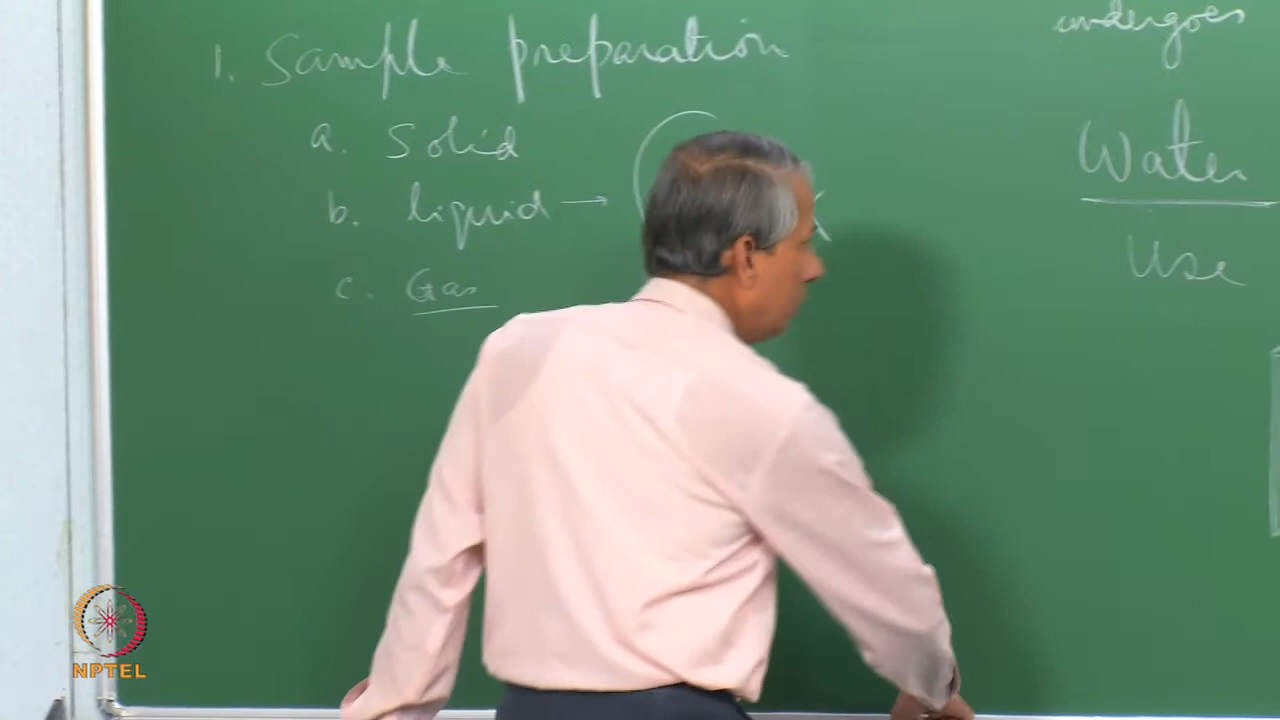 1. Sample preparation
a. Solid
b. liquid →
c. Gas
undergoes
Water
Use
NPTEL